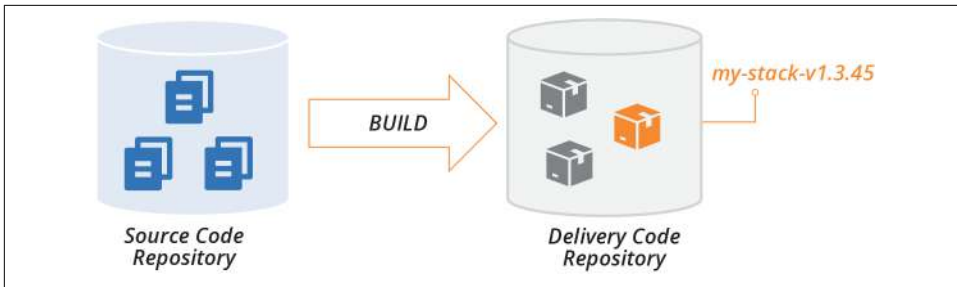 my-stack-v1.3.45
BUILD
Source Code
Repository
Delivery Code
Repository